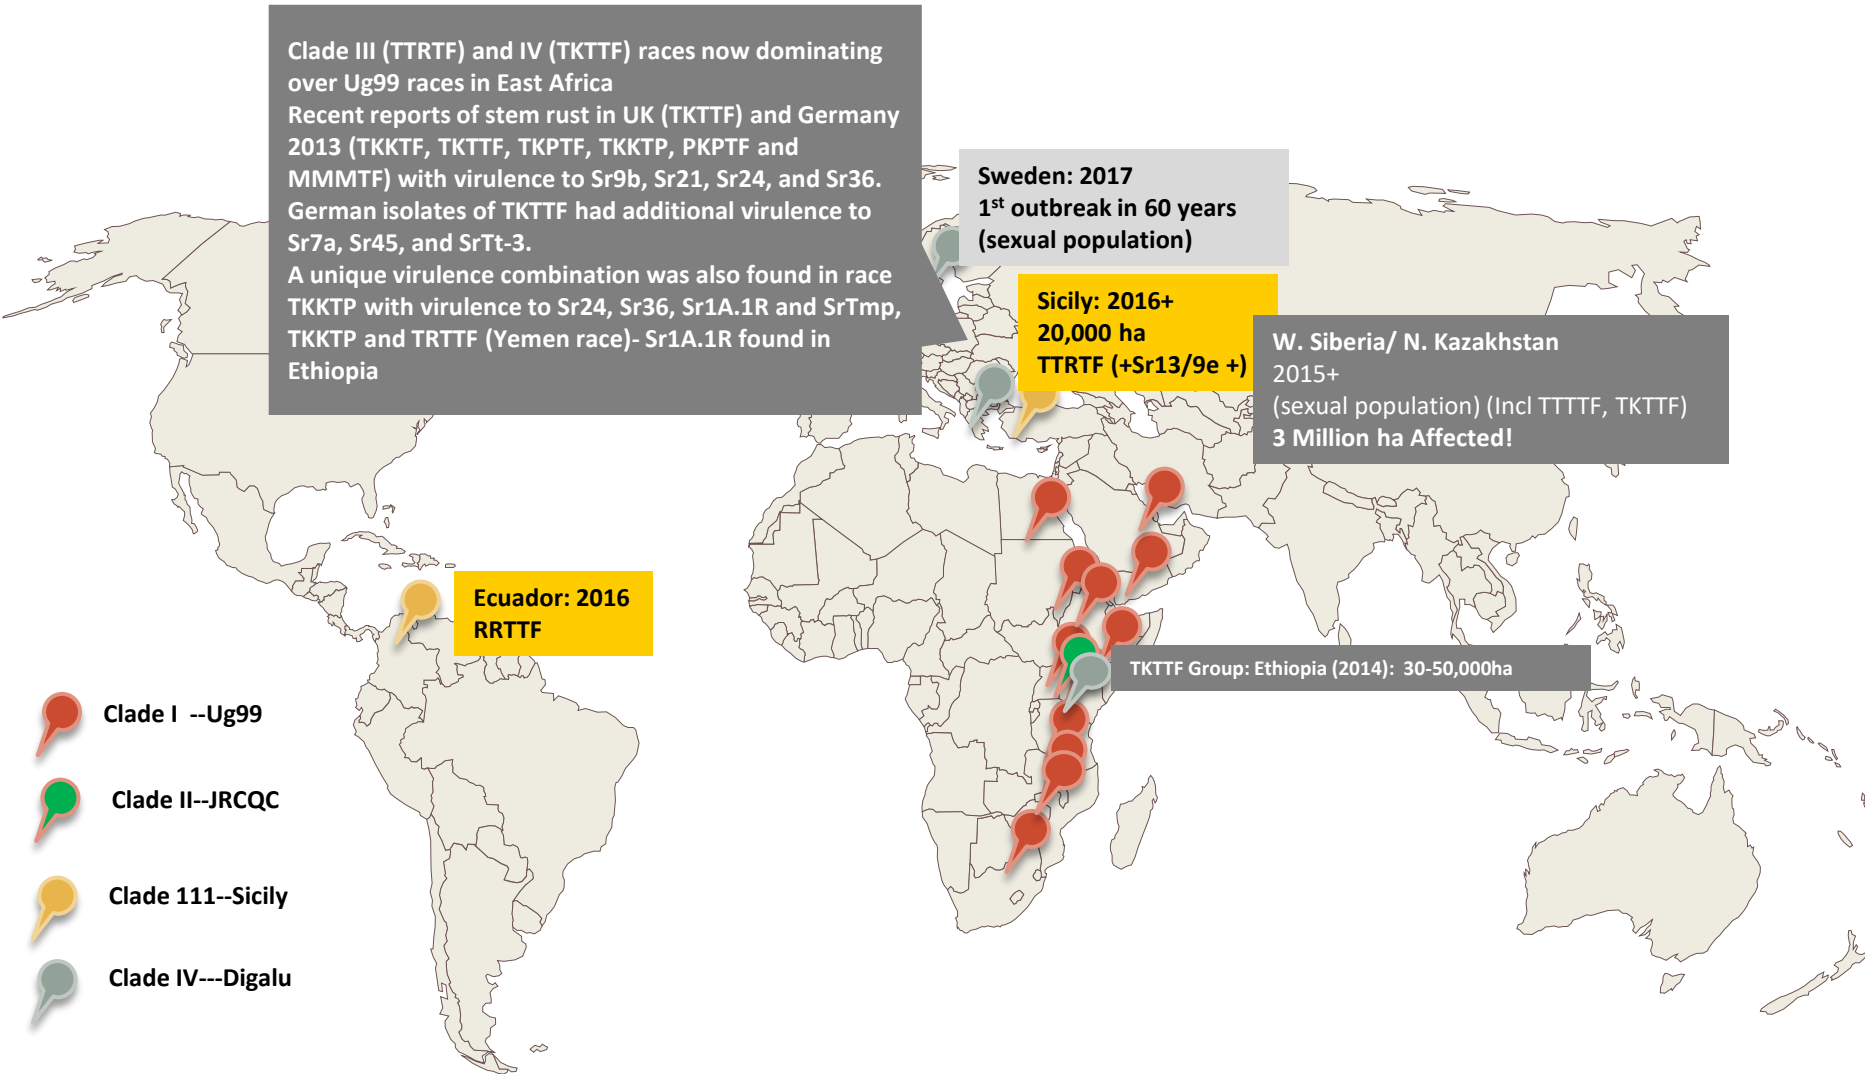 Clade III (TTRTF) and IV (TKTTF) races now dominating
over Ug99 races in East Africa
Recent reports of stem rust in UK (TKTTF) and Germany
2013 (TKKTF, TKTTF, TKPTF, TKKTP, PKPTF and
MMMTF) with virulence to Sr9b, Sr21, Sr24, and Sr36.
German isolates of TKTTF had additional virulence to
Sr7a, Sr45, and SrTt-3.
A unique virulence combination was also found in race
TKKTP with virulence to Sr24, Sr36, Sr1A.1R and SrTmp,
TKKTP and TRTTF (Yemen race)- Sr1A.1R found in
Ethiopia
Sweden: 2017
1st outbreak in 60 years
(sexual population)
Sicily: 2016+
20,000 ha
TTRTF (+Sr13/9e +)
W. Siberia/ N. Kazakhstan
2015+
(sexual population) (Incl TTTTF, TKTTF)
3 Million ha Affected!
Ecuador: 2016
RRTTF
TKTTF Group: Ethiopia (2014): 30-50,000ha
Clade I --Ug99
Clade II--JRCQC
Clade 111--Sicily
Clade IV---Digalu